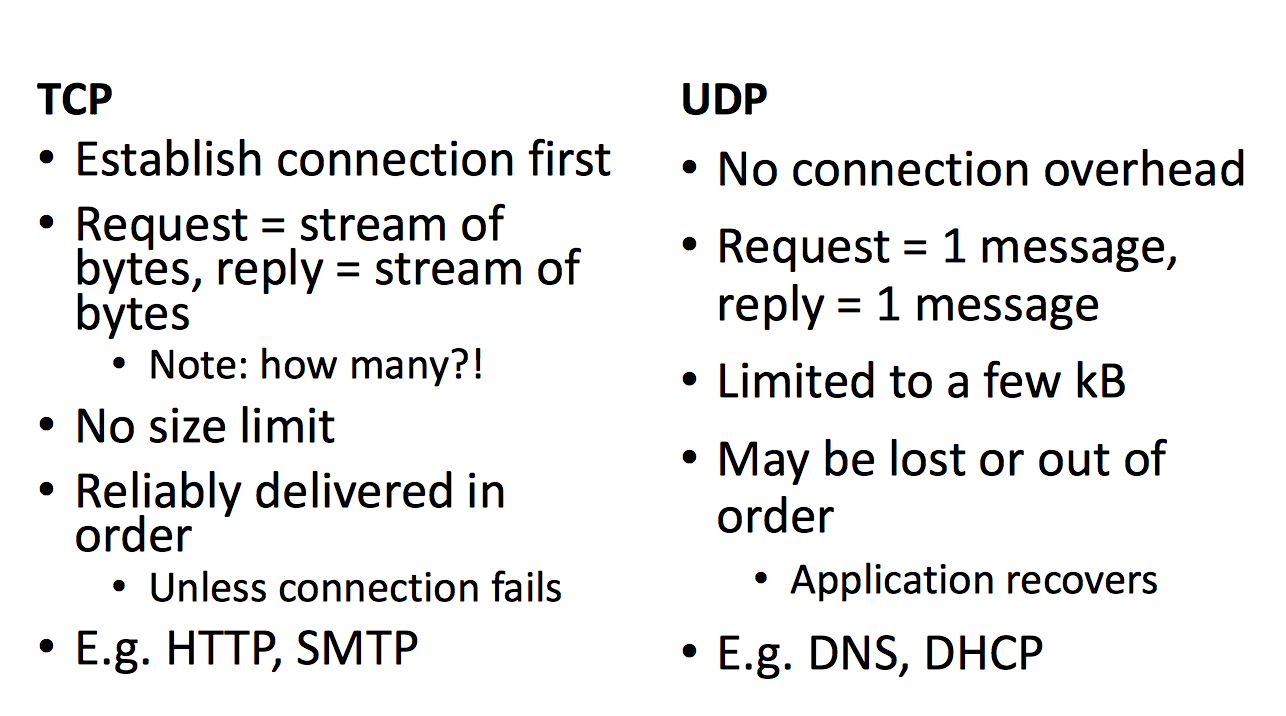 TCP
• Establish connection first
• Request = stream of
bytes, reply = stream of
bytes
• Note: how many?!
• No size limit
• Reliably delivered in
order
• Unless connection fails
• E.g. HTTP, SMTP
UDP
• No connection overhead
• Request = 1 message,
reply = 1 message
• Limited to a few kB
• May be lost or out of
order
• Application recovers
• E.g. DNS, DHCP